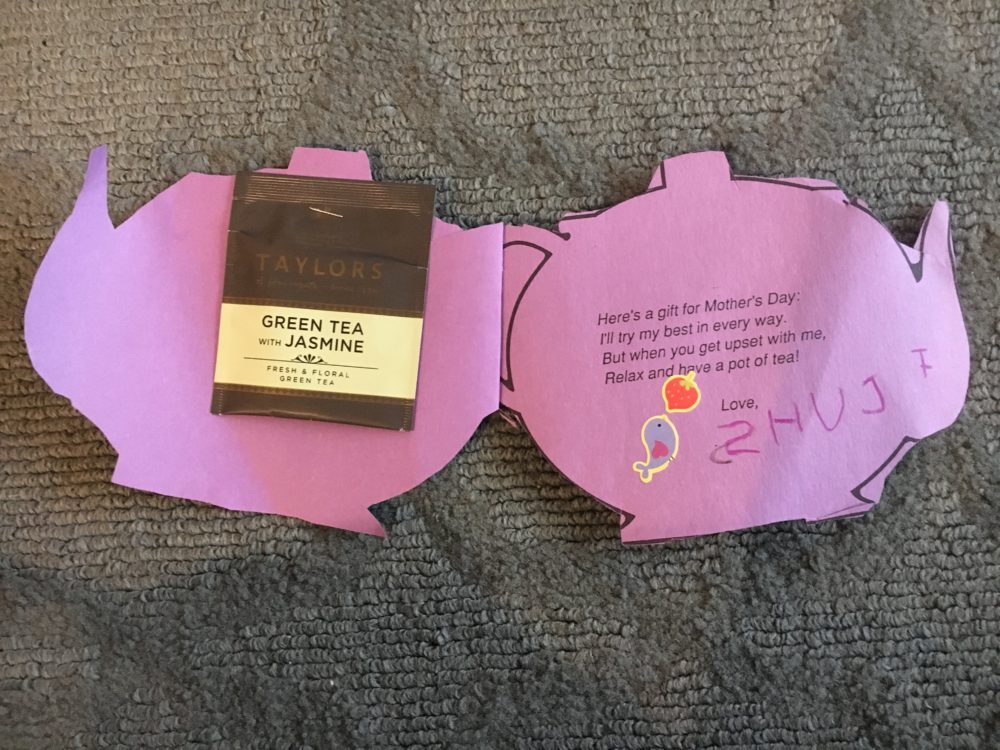 TAYLORS
GREEN TEA
WITH JASMINE
FRESH & FLORAL
GREEN TEA
Here's a gift for Mother's Day:
I'll try my best in every way.
But when you get upset with me,
Relax and have a pot of tea!
Love,
ZHUJI